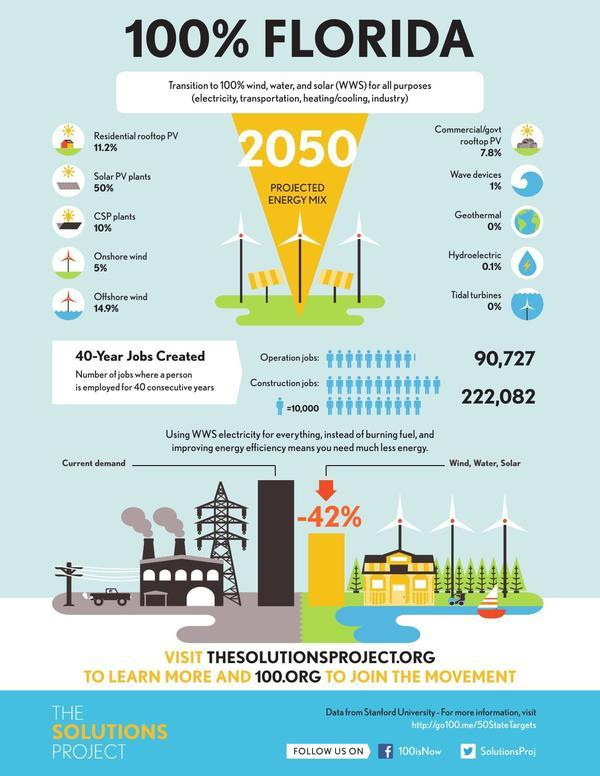 100% FLORIDA
Transition to 100% wind, water, and solar (WWS) for all purposes
(electricity, transportation, heating/cooling, industry)
2050
PROJECTED
ENERGY MIX
Residential rooftop PV
11.2%
Solar PV plants
50%
CSP plants
10%
Onshore wind
5%
Offshore wind
14.9%
Commercial/govt
rooftop PV
7.8%
Wave devices
1%
Geothermal
0%
Hydroelectric
0.1%
Tidal turbines
0%
40-Year Jobs Created
Number of jobs where a person
is employed for 40 consecutive years
Operation jobs:
90,727
Construction jobs:
222,082
=10,000
Using WWS electricity for everything, instead of burning fuel, and
improving energy efficiency means you need much less energy.
Current demand
Wind, Water, Solar
-42%
VISIT THESOLUTIONSPROJECT.ORG
TO LEARN MORE AND 100.ORG TO JOIN THE MOVEMENT
THE
SOLUTIONS
PROJECT
Data from Stanford University - For more information, visit
http://go100.me/50StateTargets
FOLLOW US ON
100isNow
SolutionsProj